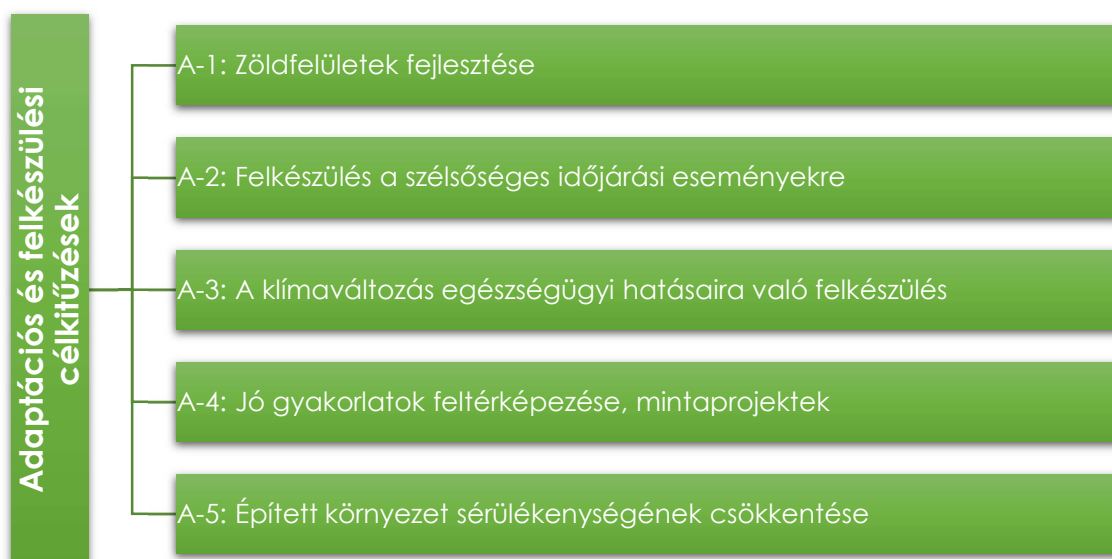 Adaptációs és felkészülési
célkitűzések
A-1: Zöldfelületek fejlesztése
A-2: Felkészülés a szélsőséges időjárási eseményekre
A-3: A klímaváltozás egészségügyi hatásaira való felkészülés
A-4: Jó gyakorlatok feltérképezése, mintaprojektek
A-5: Épített környezet sérülékenységének csökkentése